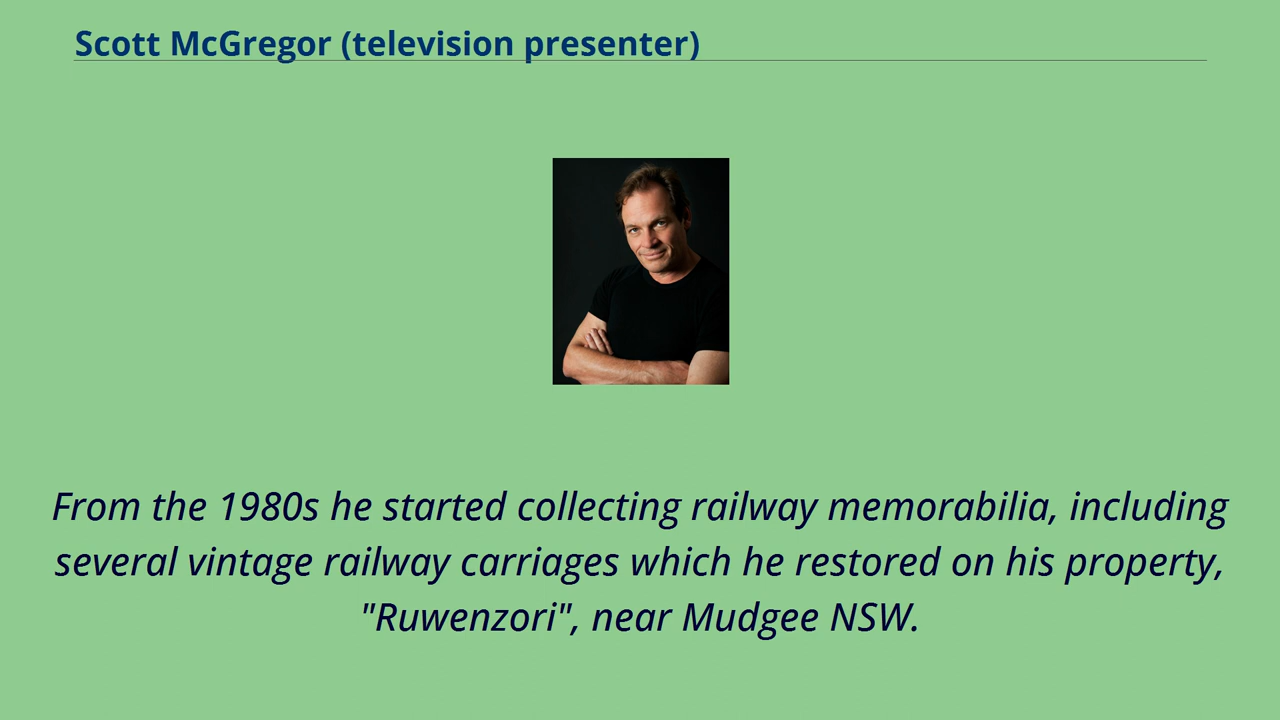 Scott McGregor (television presenter)
From the 1980s he started collecting railway memorabilia, including
several vintage railway carriages which he restored on his property,
"Ruwenzori", near Mudgee NSW.